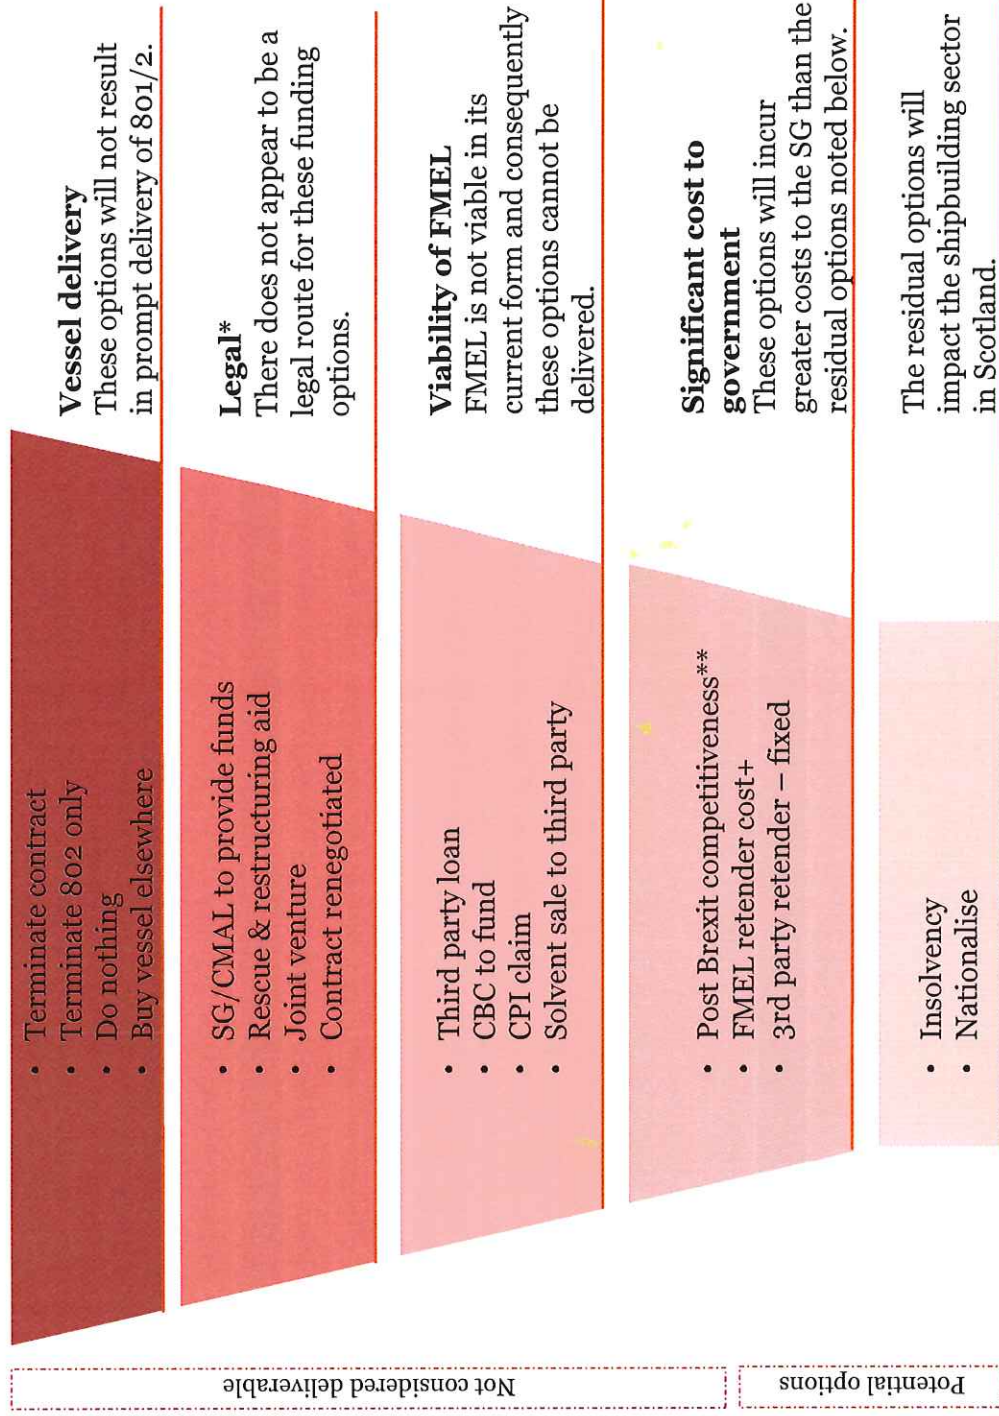 Not considered deliverable
• Terminate contract
• Terminate 802 only
• Do nothing
• Buy vessel elsewhere
Vessel delivery
These options will not result
in prompt delivery of 801/2.
• SG/CMAL to provide funds
• Rescue & restructuring aid
• Joint venture
• Contract renegotiated
Legal*
There does not appear to be a
legal route for these funding
options.
• Third party loan
• CBC to fund
• CPI claim
• Solvent sale to third party
Viability of FMEL
FMEL is not viable in its
current form and consequently
these options cannot be
delivered.
• Post Brexit competitiveness**
• FMEL retender cost+
• 3rd party retender – fixed
Significant cost to
government
These options will incur
greater costs to the SG than the
residual options noted below.
Potential options
• Insolvency
• Nationalise
The residual options will
impact the shipbuilding sector
in Scotland.